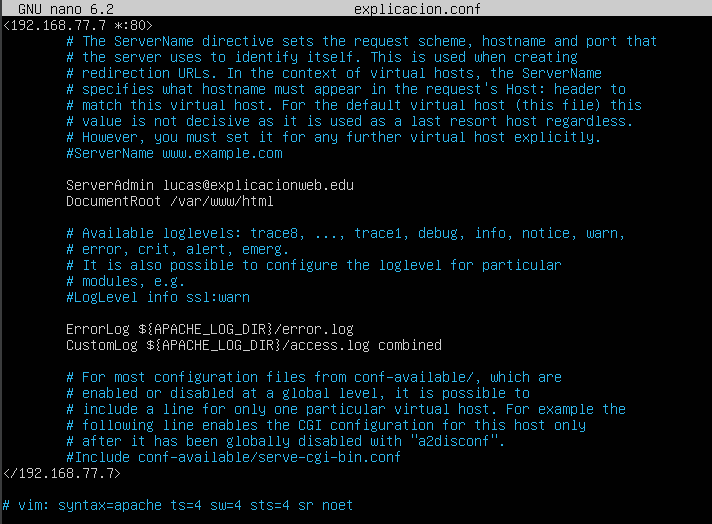 GNU nano 6.2 explicacion.conf
<192.168.77.7 *:80>
# The ServerName directive sets the request scheme, hostname and port that
# the server uses to identify itself. This is used when creating
# redirection URLs. In the context of virtual hosts, the ServerName
# specifies what hostname must appear in the request's Host: header to
# match this virtual host. For the default virtual host (this file) this
# value is not decisive as it is used as a last resort host regardless.
# However, you must set it for any further virtual host explicitly.
#ServerName www.example.com
ServerAdmin lucas@explicacionweb.edu
DocumentRoot /var/www/html
# Available loglevels: trace8, ..., trace1, debug, info, notice, warn,
# error, crit, alert, emerg.
# It is also possible to configure the loglevel for particular
# modules, e.g.
#LogLevel info ssl:warn
ErrorLog ${APACHE_LOG_DIR}/error.log
CustomLog ${APACHE_LOG_DIR}/access.log combined
# For most configuration files from conf-available/, which are
# enabled or disabled at a global level, it is possible to
# include a line for only one particular virtual host. For example the
# following line enables the CGI configuration for this host only
# after it has been globally disabled with "a2disconf".
#Include conf-available/serve-cgi-bin.conf
</192.168.77.7>
# vim: syntax=apache ts=4 sw=4 sts=4 sr noet